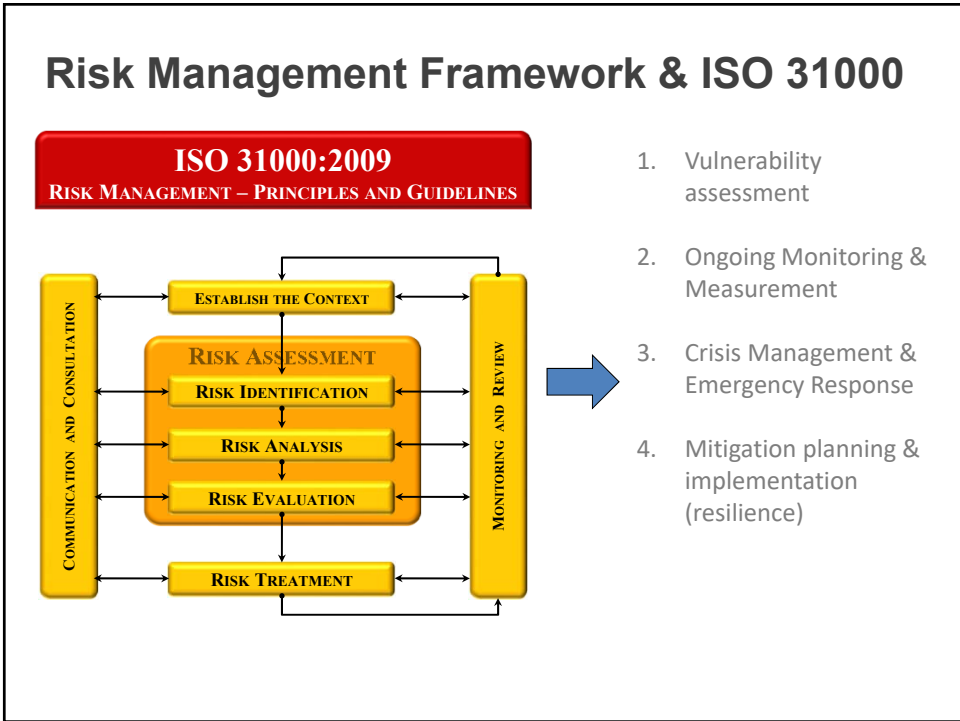 Risk Management Framework & ISO 31000
ISO 31000:2009
RISK MANAGEMENT – PRINCIPLES AND GUIDELINES
COMMUNICATION AND CONSULTATION
ESTABLISH THE CONTEXT
RISK ASSESSMENT
RISK IDENTIFICATION
RISK ANALYSIS
RISK EVALUATION
RISK TREATMENT
MONITORING AND REVIEW
1. Vulnerability
assessment
2. Ongoing Monitoring &
Measurement
3. Crisis Management &
Emergency Response
4. Mitigation planning &
implementation
(resilience)